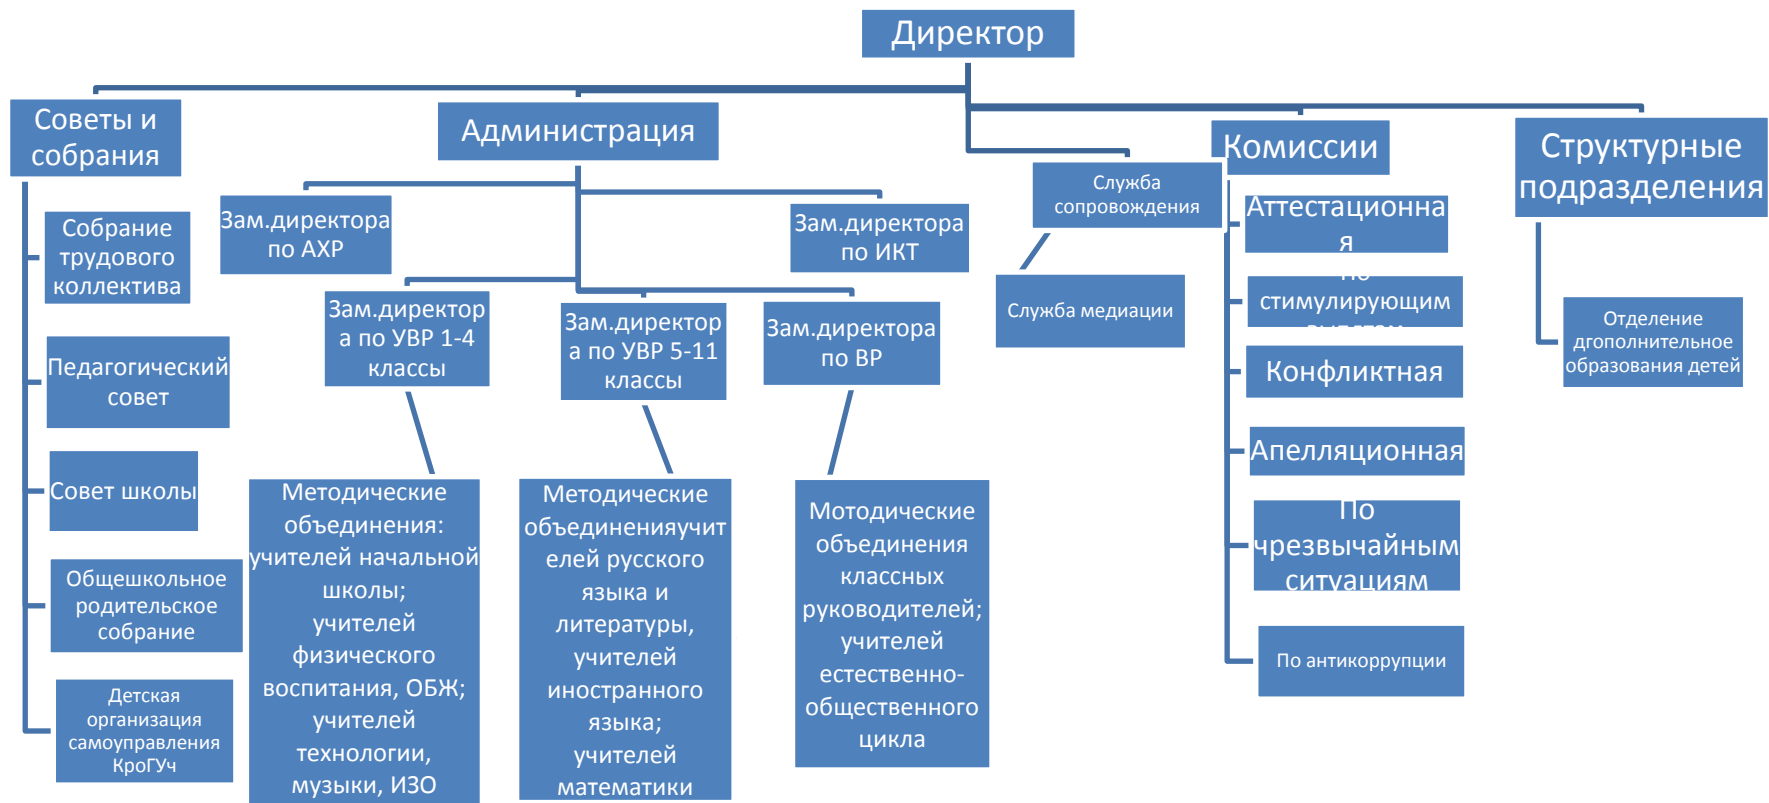 Директор
Советы и
собрания
Собрание
трудового
коллектива
Педагогический
совет
Совет школы
Общешкольное
родительское
собрание
Детская
организация
самоуправления
КроГУч
Администрация
Зам.директора
по АХР
Зам.директора
по ИКТ
Зам.директор
а по УВР 1-4
классы
Зам.директор
а по УВР 5-11
классы
Зам.директора
по ВР
Методические
объединения:
учителей начальной
школы;
учителей
физического
воспитания, ОБЖ;
учителей
технологии,
музыки, ИЗО
Методические
объединенияучит
елей русского
языка и
литературы,
учителей
иностранного
языка;
учителей
математики
Мотодические
объединения
классных
руководителей;
учителей
естественно-
общественного
цикла
Служба
сопровождения
Служба медиации
Комиссии
Аттестационна
я
стимулирующим
Конфликтная
Апелляционная
По
чрезвычайным
ситуациям
По антикоррупции
Структурные
подразделения
Отделение
дгополнительное
образования детей